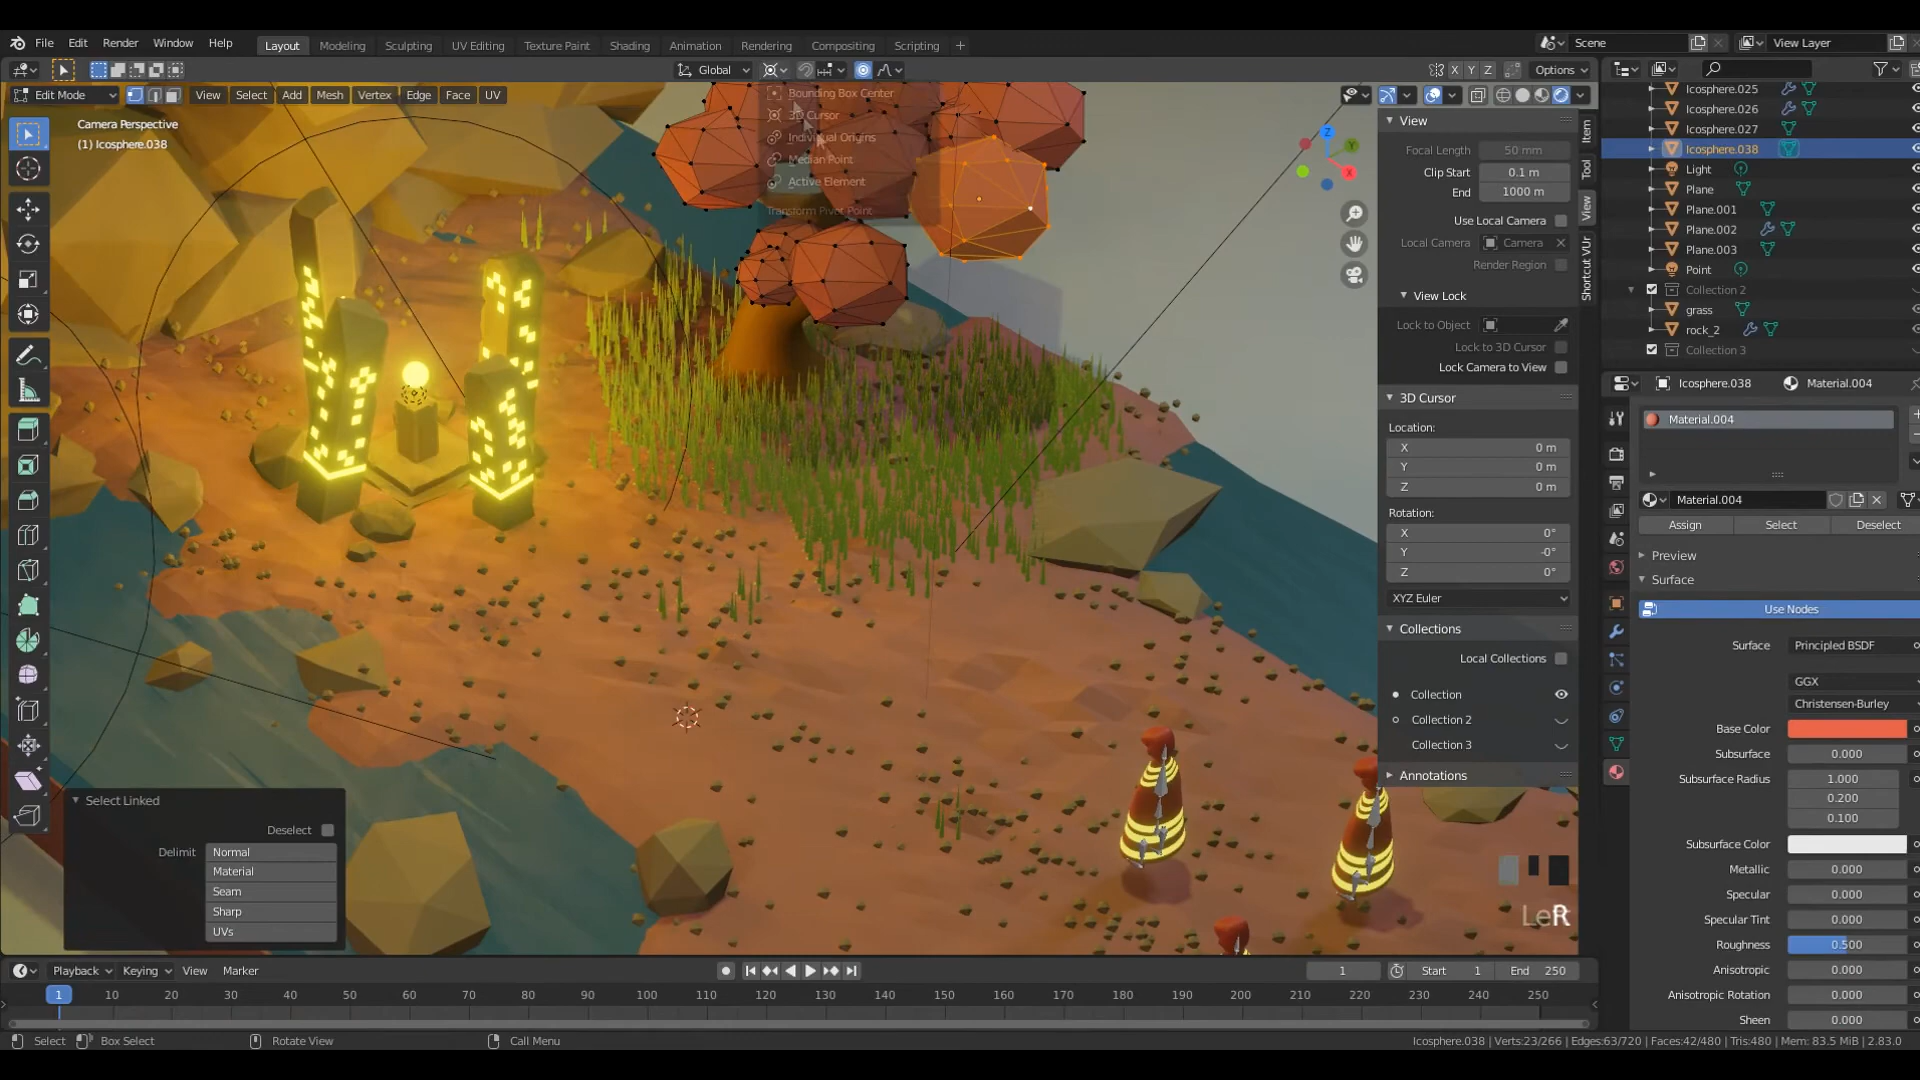 File Edit Render Window Help Layout Modeling Sculpting UV Editing Texture Paint Shading Animation Rendering Compositing Scripting + Scene View Layer
Global X Y Z Options
Edit Mode View Select Add Mesh Vertex Edge Face UV
Camera Perspective
(1) Icosphere.038
Bounding Box Center
3D Cursor
Individual Origins
Median Point
Active Element
Transform Pivot Point
Z
Y
X
View
Focal Length 50 mm
Clip Start 0.1 m
End 1000 m
Use Local Camera
Local Camera Camera
Render Region
View Lock
Lock to Object
Lock to 3D Cursor
Lock Camera to View
3D Cursor
Location:
X 0 m
Y 0 m
Z 0 m
Rotation:
X 0°
Y -0°
Z 0°
XYZ Euler
Collections
Local Collections
Collection
Collection 2
Collection 3
Annotations
Item
Tool
View
Shortcut VUr
Icosphere.025
Icosphere.026
Icosphere.027
Icosphere.038
Light
Plane
Plane.001
Plane.002
Plane.003
Point
Collection 2
grass
rock_2
Collection 3
Icosphere.038 Material.004
Material.004
Material.004
Assign Select Deselect
Preview
Surface
Use Nodes
Surface Principled BSDF
GGX
Christensen-Burley
Base Color
Subsurface 0.000
Subsurface Radius 1.000
0.200
0.100
Subsurface Color
Metallic 0.000
Specular 0.000
Specular Tint 0.000
Roughness 0.500
Anisotropic 0.000
Anisotropic Rotation 0.000
Sheen 0.000
Select Linked
Deselect
Delimit Normal
Material
Seam
Sharp
UVs
Playback Keying View Marker 1 Start 1 End 250
1 10 20 30 40 50 60 70 80 90 100 110 120 130 140 150 160 170 180 190 200 210 220 230 240 250
Select Box Select Rotate View Call Menu Icosphere.038 | Verts:23/266 | Edges:63/720 | Faces:42/480 | Tris:480 | Mem: 83.5 MiB | 2.83.0